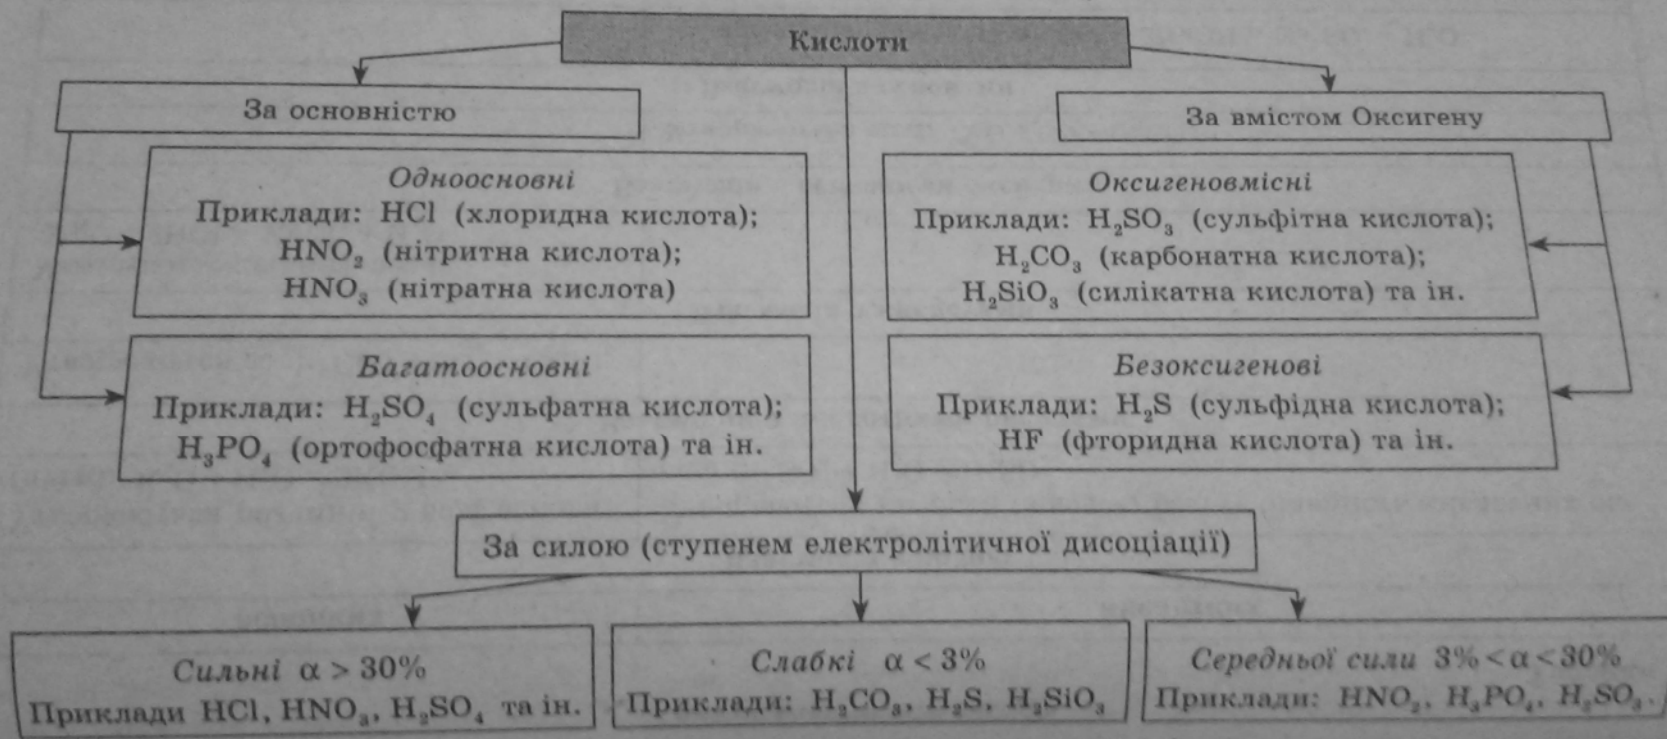 Кислоти
За основністю
Одноосновні
Приклади: HCl (хлоридна кислота);
HNO₂ (нітритна кислота);
HNO₃ (нітратна кислота)
Багатоосновні
Приклади: H₂SO₄ (сульфатна кислота);
H₃PO₄ (ортофосфатна кислота) та ін.
За вмістом Оксигену
Оксигеновмісні
Приклади: H₂SO₃ (сульфітна кислота);
H₂CO₃ (карбонатна кислота);
H₂SiO₃ (силікатна кислота) та ін.
Безоксигенові
Приклади: H₂S (сульфідна кислота);
HF (фторидна кислота) та ін.
За силою (ступенем електролітичної дисоціації)
Сильні α > 30%
Приклади HCl, HNO₃, H₂SO₄ та ін.
Слабкі α < 3%
Приклади: H₂CO₃, H₂S, H₂SiO₃
Середньої сили 3% < α < 30%
Приклади: HNO₂, H₃PO₄, H₂SO₃.